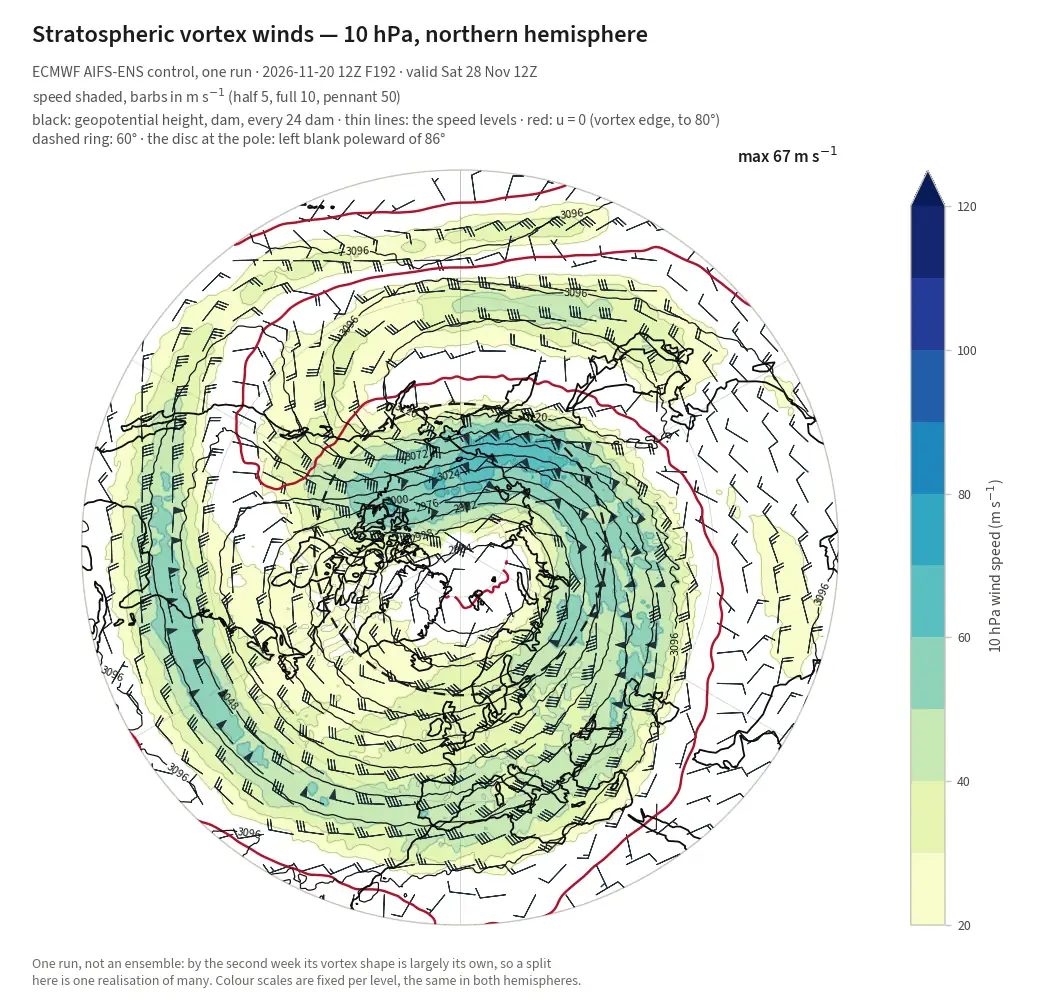 Stratospheric vortex winds — 10 hPa, northern hemisphere
ECMWF AIFS-ENS control, one run · 2026-11-20 12Z F192 · valid Sat 28 Nov 12Z
speed shaded, barbs in m s⁻¹ (half 5, full 10, pennant 50)
black: geopotential height, dam, every 24 dam · thin lines: the speed levels · red: u = 0 (vortex edge, to 80°)
dashed ring: 60° · the disc at the pole: left blank poleward of 86°
max 67 m s⁻¹
120
100
80
60
40
20
10 hPa wind speed (m s⁻¹)
3096
3096
3096
3096
3072
3024
3000
2976
3096
3096
3048
3096
3096
3096
One run, not an ensemble: by the second week its vortex shape is largely its own, so a split
here is one realisation of many. Colour scales are fixed per level, the same in both hemispheres.